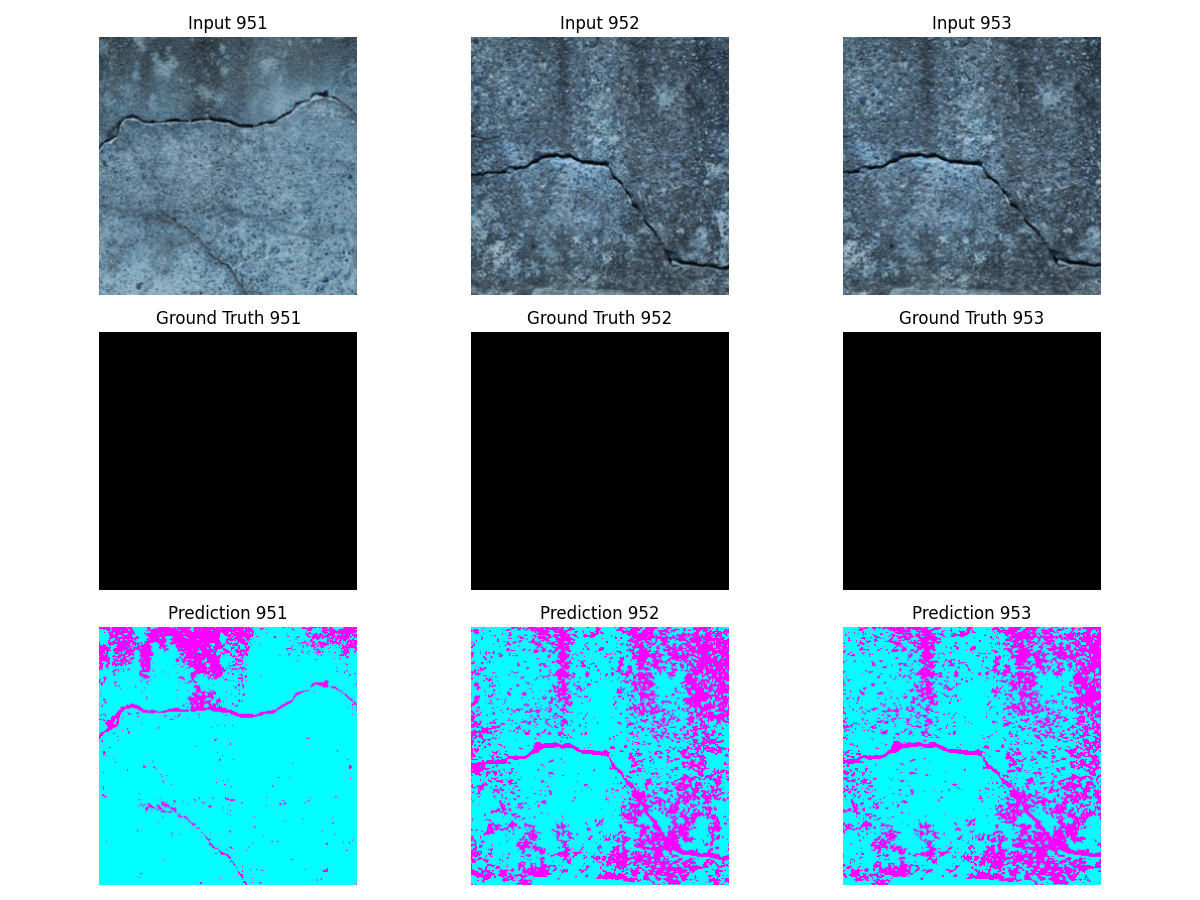 Input 951
Input 952
Input 953
Ground Truth 951
Ground Truth 952
Ground Truth 953
Prediction 951
Prediction 952
Prediction 953